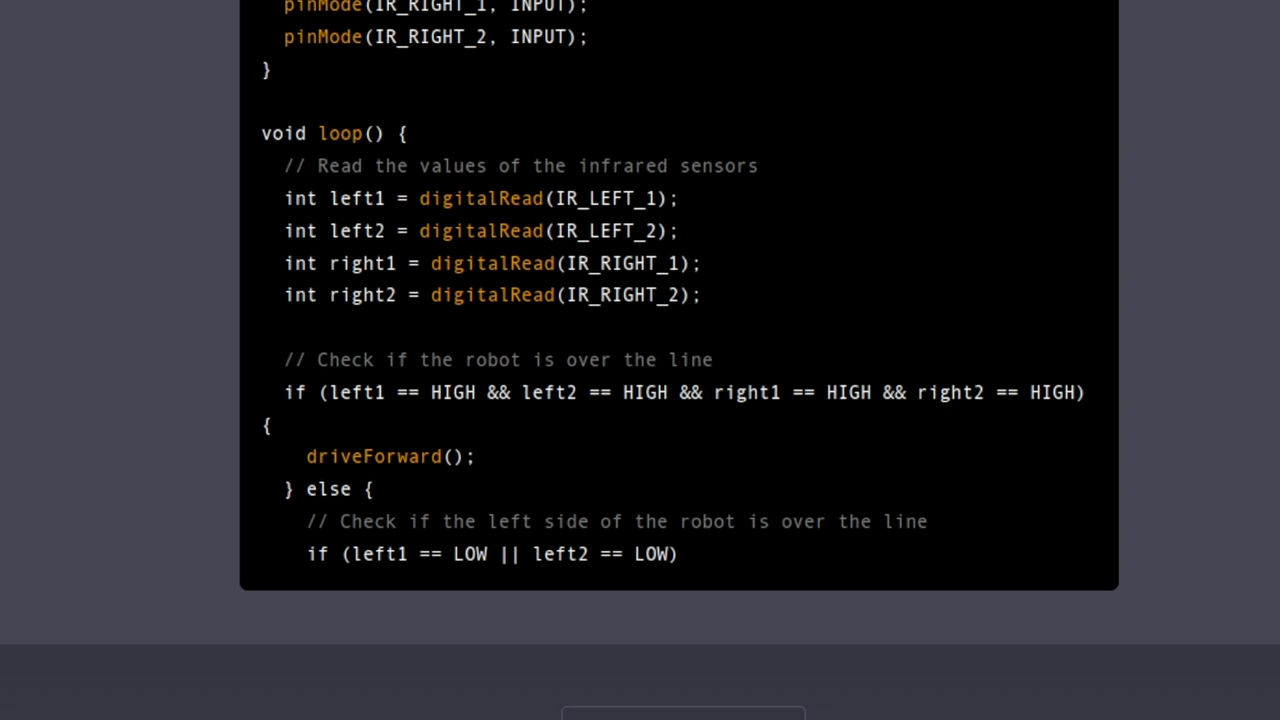 pinMode(IR_RIGHT_1, INPUT);
pinMode(IR_RIGHT_2, INPUT);
}
void loop() {
// Read the values of the infrared sensors
int left1 = digitalRead(IR_LEFT_1);
int left2 = digitalRead(IR_LEFT_2);
int right1 = digitalRead(IR_RIGHT_1);
int right2 = digitalRead(IR_RIGHT_2);
// Check if the robot is over the line
if (left1 == HIGH && left2 == HIGH && right1 == HIGH && right2 == HIGH)
{
driveForward();
} else {
// Check if the left side of the robot is over the line
if (left1 == LOW || left2 == LOW)